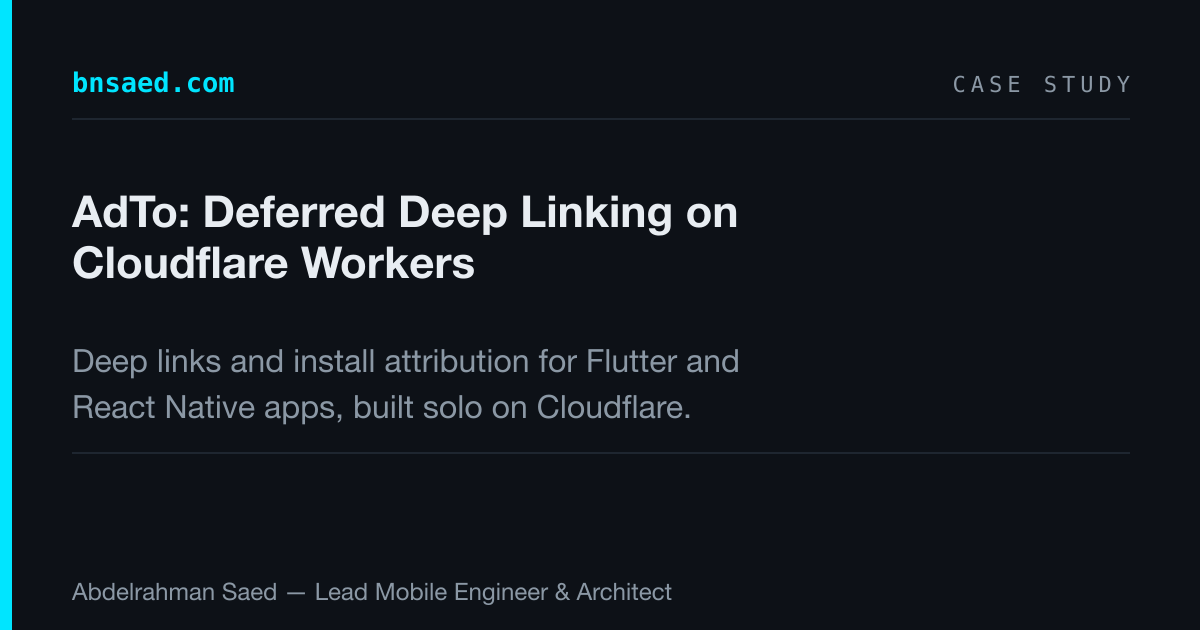 bnsaed.com
CASE STUDY
AdTo: Deferred Deep Linking on
Cloudflare Workers
Deep links and install attribution for Flutter and
React Native apps, built solo on Cloudflare.
Abdelrahman Saed — Lead Mobile Engineer & Architect